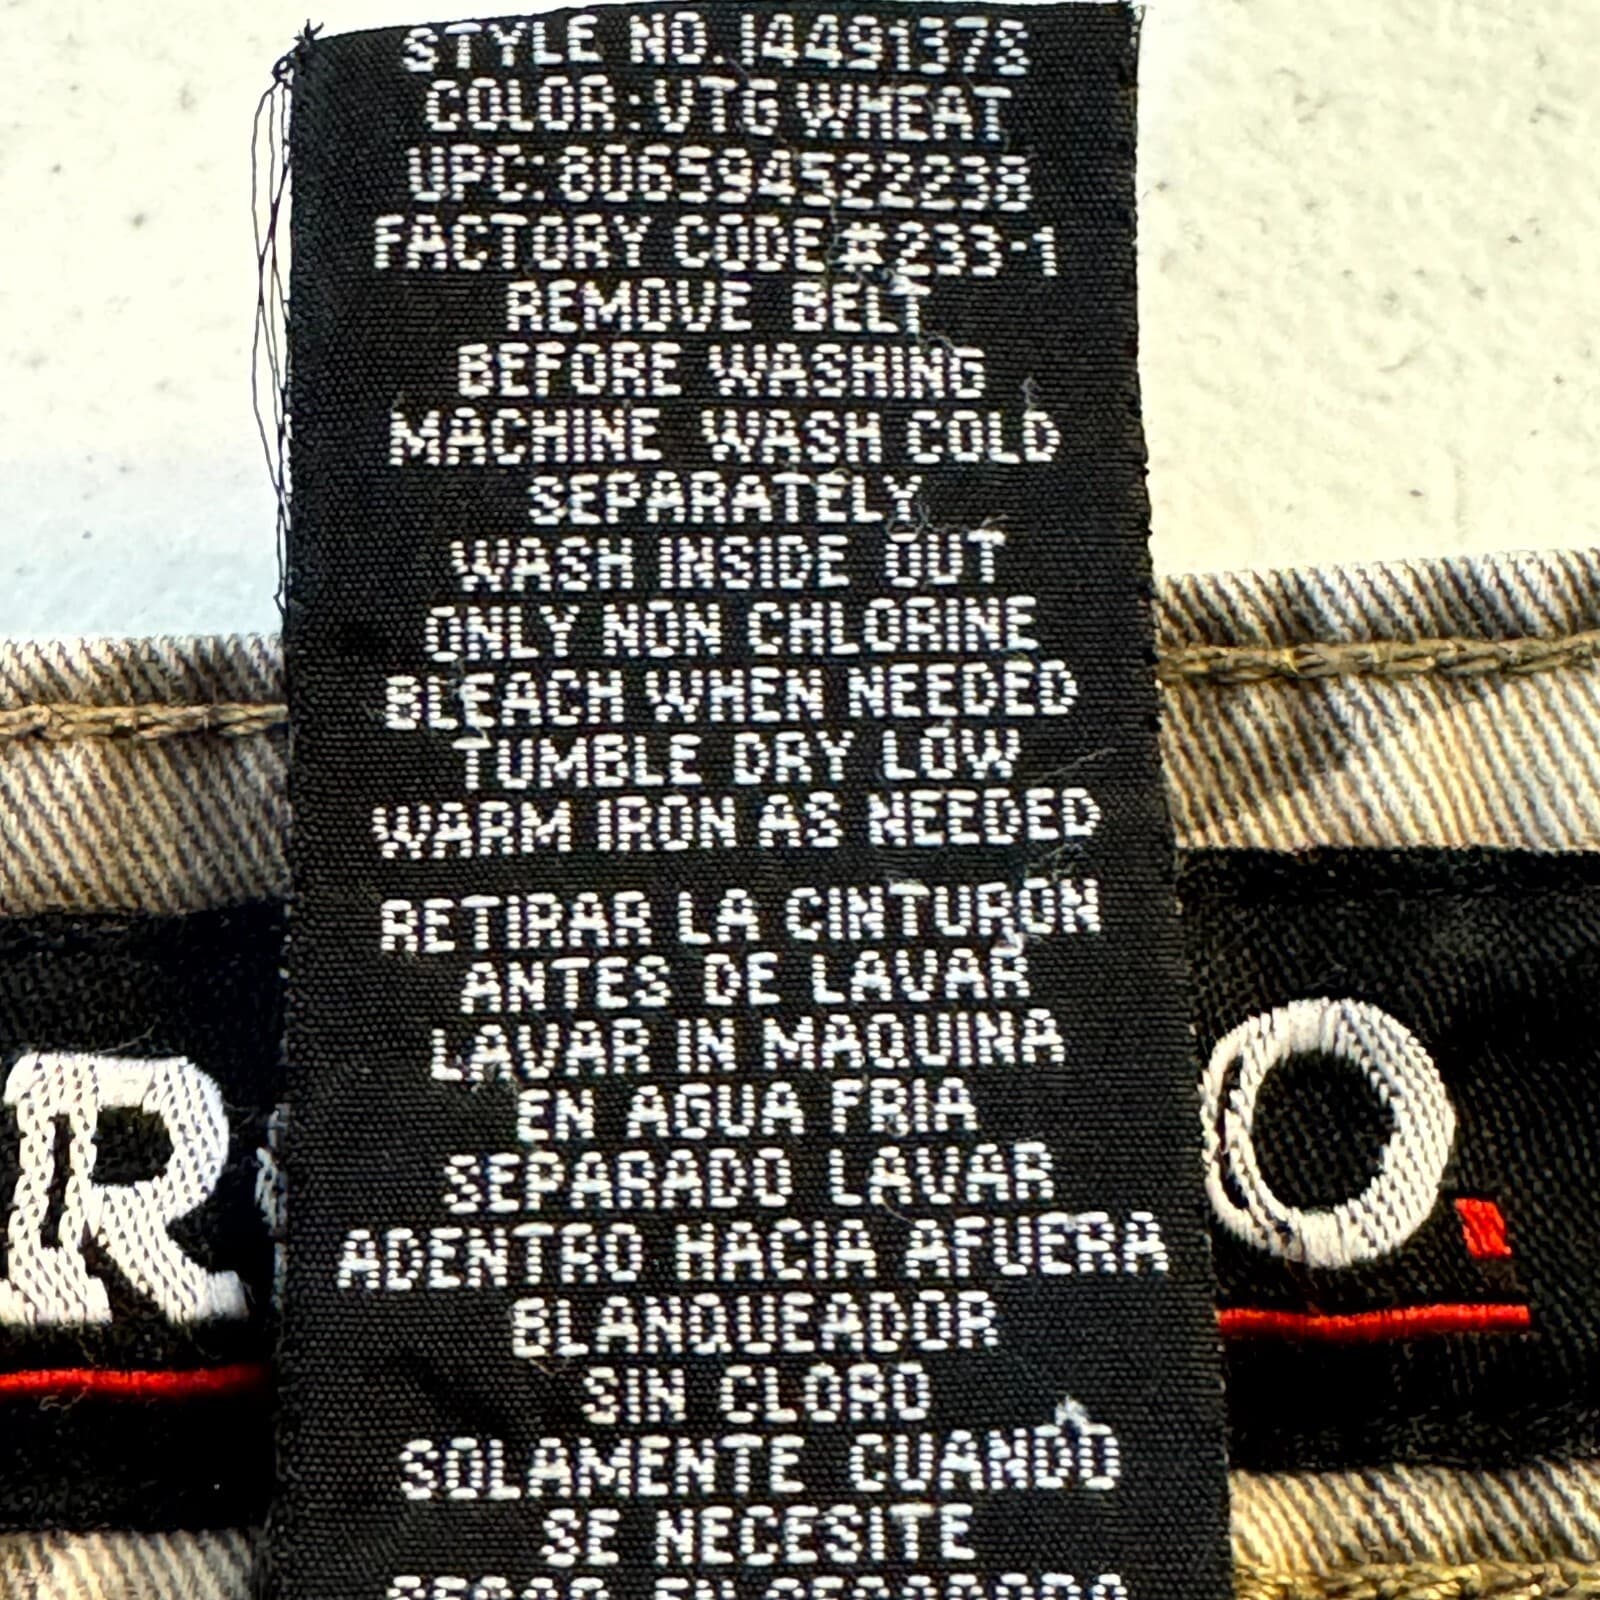 STYLE NO.14491373
COLOR:VTG WHEAT
UPC:806594522238
FACTORY CODE#233-1
REMOVE BELT
BEFORE WASHING
MACHINE WASH COLD
SEPARATELY
WASH INSIDE OUT
ONLY NON CHLORINE
BLEACH WHEN NEEDED
TUMBLE DRY LOW
WARM IRON AS NEEDED
RETIRAR LA CINTURON
ANTES DE LAVAR
LAVAR IN MAQUINA
EN AGUA FRIA
SEPARADO LAVAR
ADENTRO HACIA AFUERA
BLANQUEADOR
SIN CLORO
SOLAMENTE CUANDO
SE NECESITE
R
O.